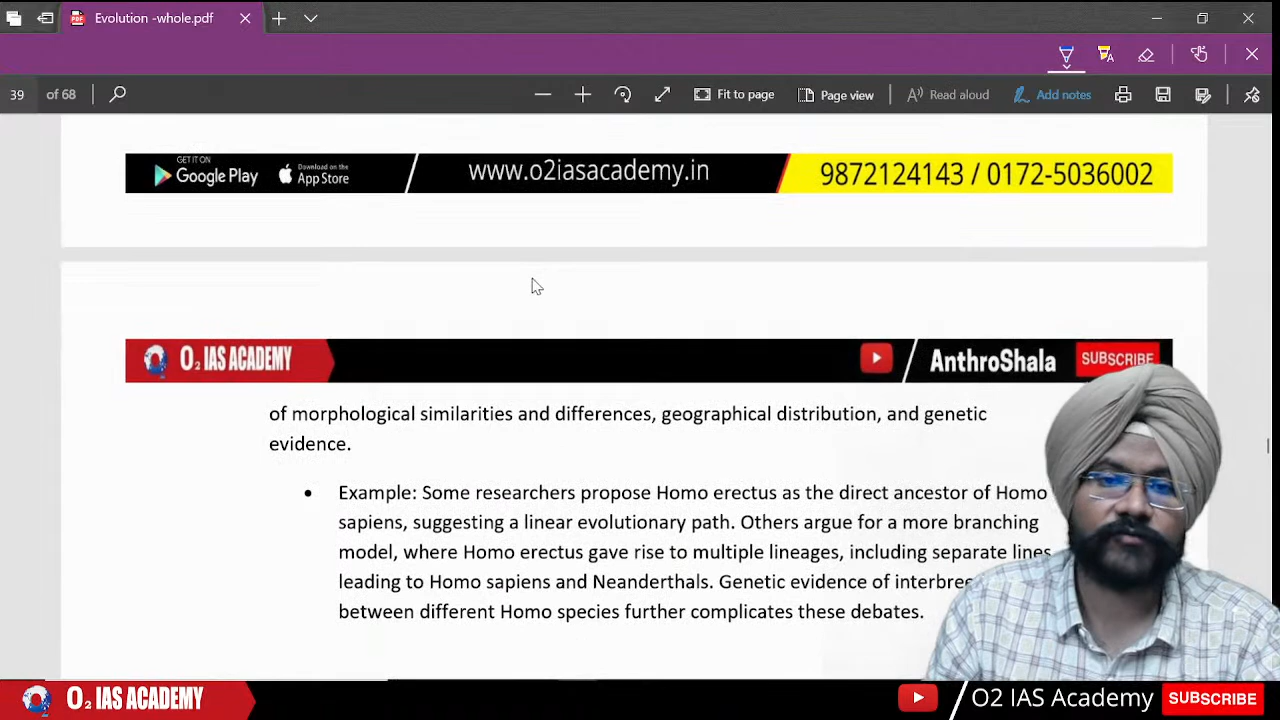 Evolution -whole.pdf
39 of 68
Fit to page
Page view
Read aloud
Add notes
GET IT ON
Google Play
Download on the
App Store
www.o2iasacademy.in
9872124143 / 0172-5036002
O2 IAS ACADEMY
AnthroShala
SUBSCRIBE
of morphological similarities and differences, geographical distribution, and genetic
evidence.
• Example: Some researchers propose Homo erectus as the direct ancestor of Homo
sapiens, suggesting a linear evolutionary path. Others argue for a more branching
model, where Homo erectus gave rise to multiple lineages, including separate lines
leading to Homo sapiens and Neanderthals. Genetic evidence of
between different Homo species further complicates these debates.
O2 IAS ACADEMY
O2 IAS Academy
SUBSCRIBE